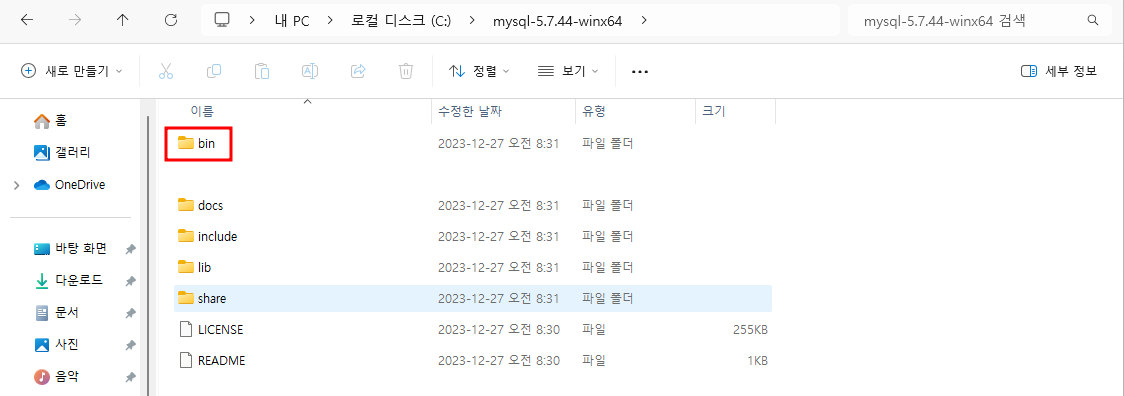 내 PC > 로컬 디스크 (C:) > mysql-5.7.44-winx64 >
mysql-5.7.44-winx64 검색
새로 만들기
정렬
보기
세부 정보
홈
갤러리
OneDrive
바탕 화면
다운로드
문서
사진
음악
이름 수정한 날짜 유형 크기
bin 2023-12-27 오전 8:31 파일 폴더
docs 2023-12-27 오전 8:31 파일 폴더
include 2023-12-27 오전 8:31 파일 폴더
lib 2023-12-27 오전 8:31 파일 폴더
share 2023-12-27 오전 8:31 파일 폴더
LICENSE 2023-12-27 오전 8:30 파일 255KB
README 2023-12-27 오전 8:30 파일 1KB